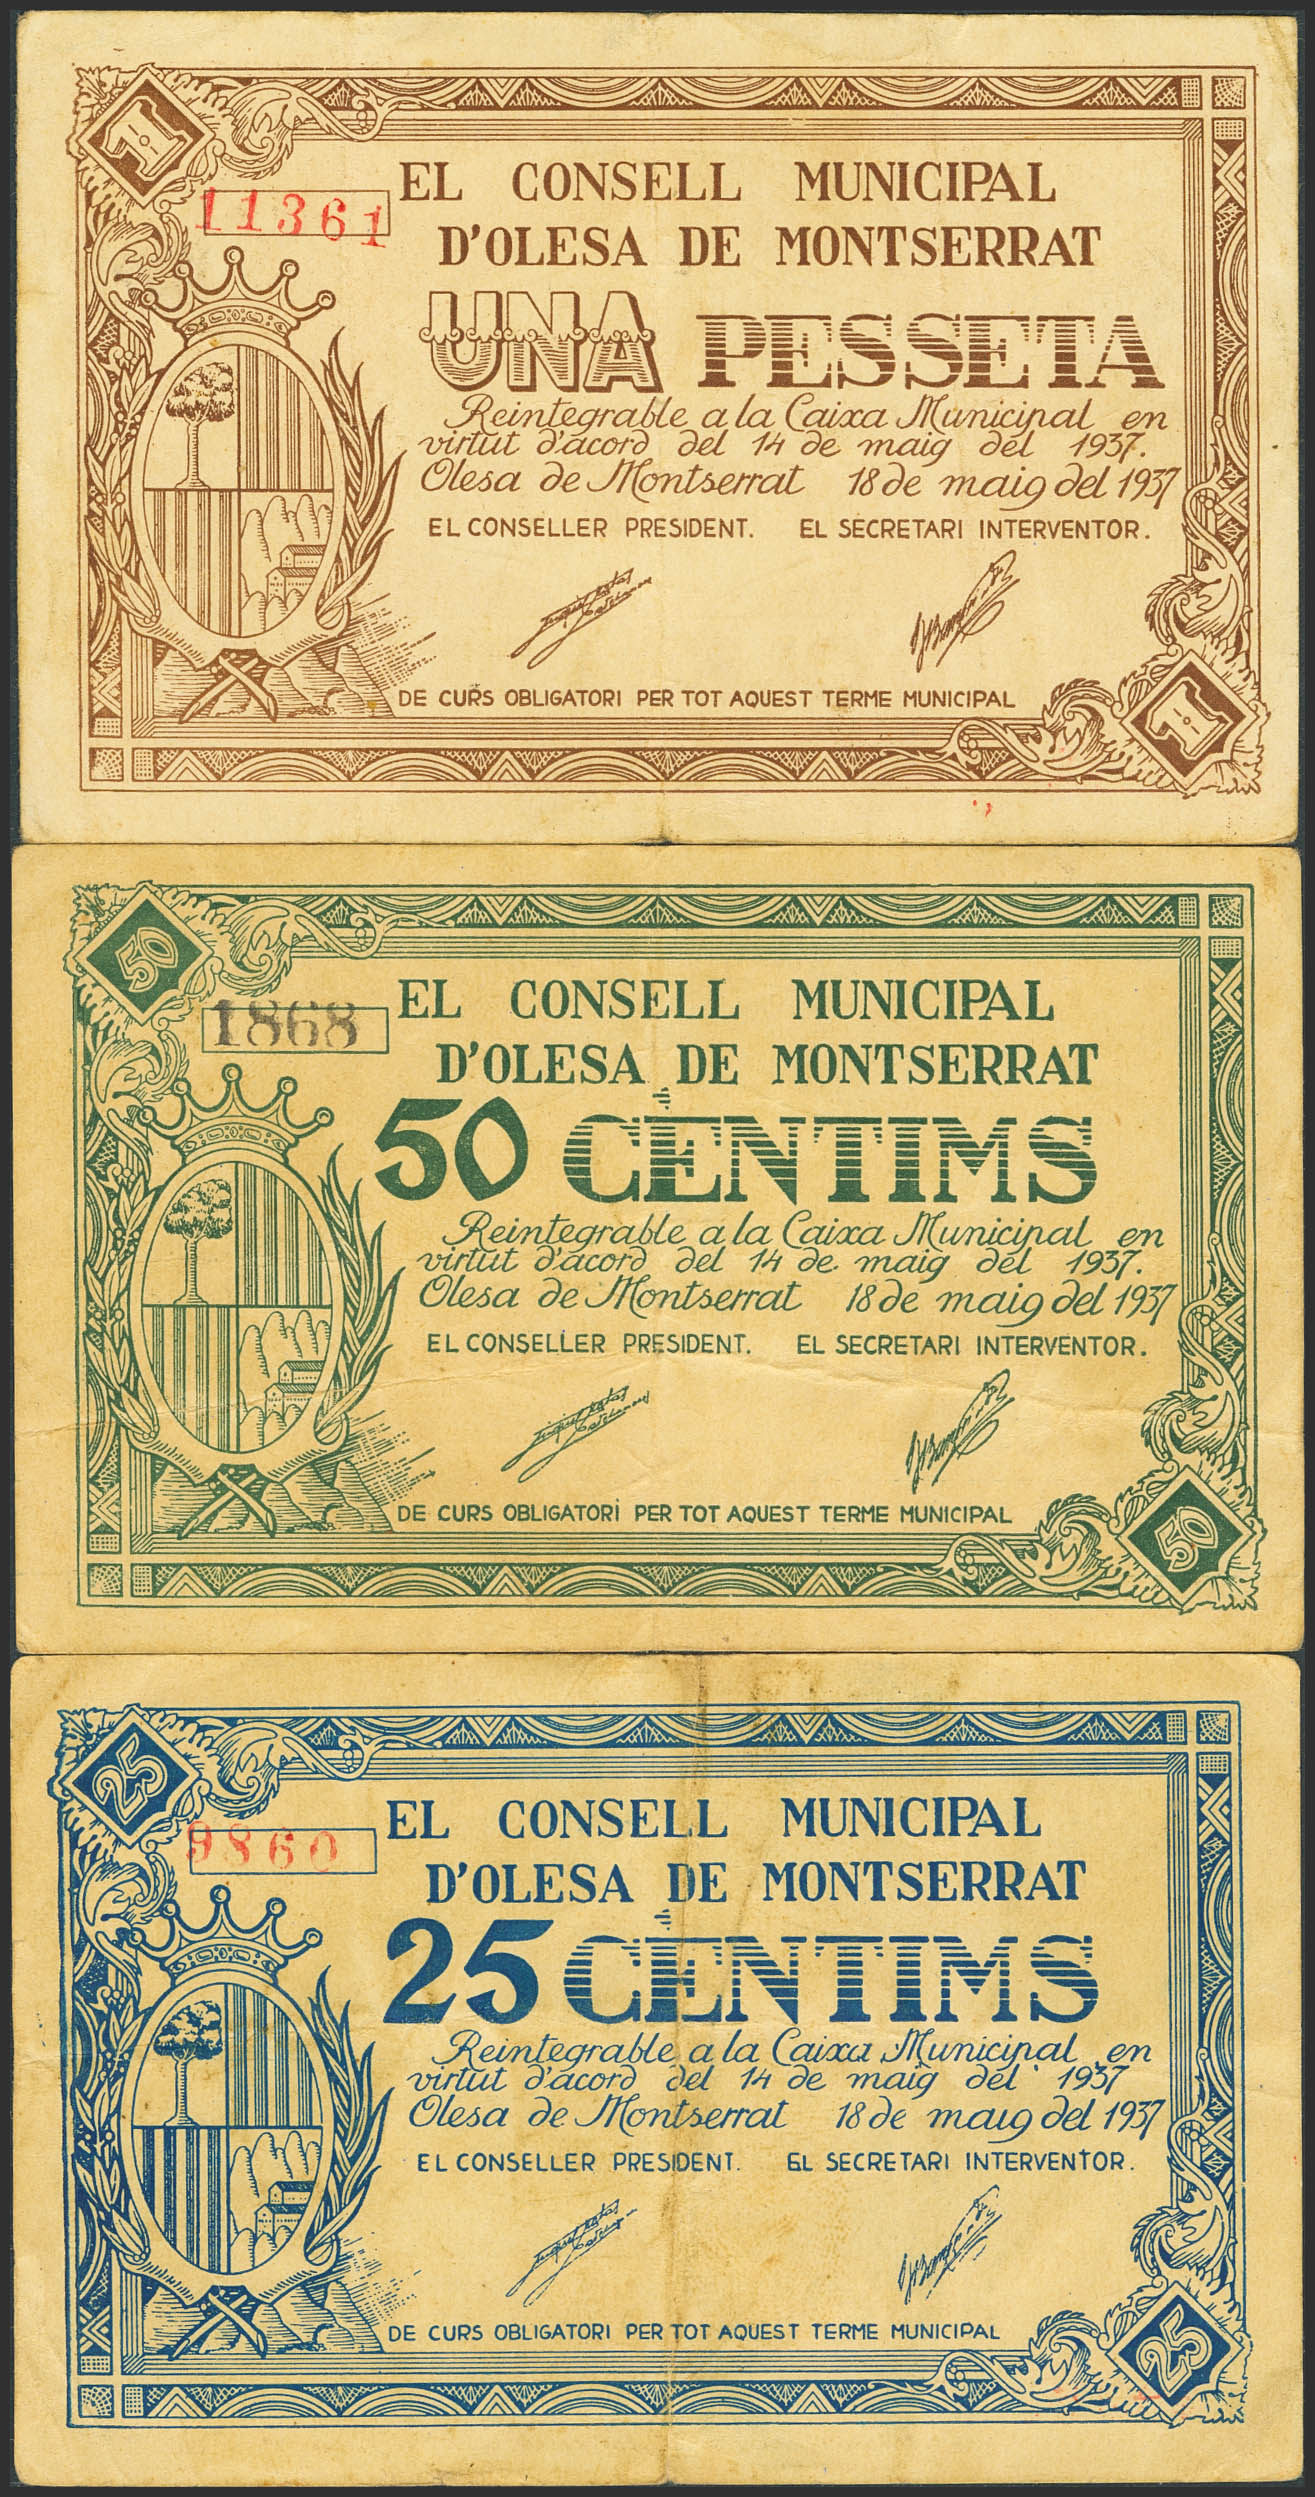 1
11361
EL CONSELL MUNICIPAL
D'OLESA DE MONTSERRAT
UNA PESSETA
Reintegrable a la Caixa Municipal en
virtut d'acord del 14 de maig del 1937.
Olesa de Montserrat 18 de maig del 1937
EL CONSELLER PRESIDENT. EL SECRETARI INTERVENTOR.
DE CURS OBLIGATORI PER TOT AQUEST TERME MUNICIPAL
1
50
1868
EL CONSELL MUNICIPAL
D'OLESA DE MONTSERRAT
50 CÈNTIMS
Reintegrable a la Caixa Municipal en
virtut d'acord del 14 de maig del 1937.
Olesa de Montserrat 18 de maig del 1937
EL CONSELLER PRESIDENT. EL SECRETARI INTERVENTOR.
DE CURS OBLIGATORI PER TOT AQUEST TERME MUNICIPAL
50
25
9860
EL CONSELL MUNICIPAL
D'OLESA DE MONTSERRAT
25 CÈNTIMS
Reintegrable a la Caixa Municipal en
virtut d'acord del 14 de maig del 1937
Olesa de Montserrat 18 de maig del 1937
EL CONSELLER PRESIDENT. EL SECRETARI INTERVENTOR.
DE CURS OBLIGATORI PER TOT AQUEST TERME MUNICIPAL
25